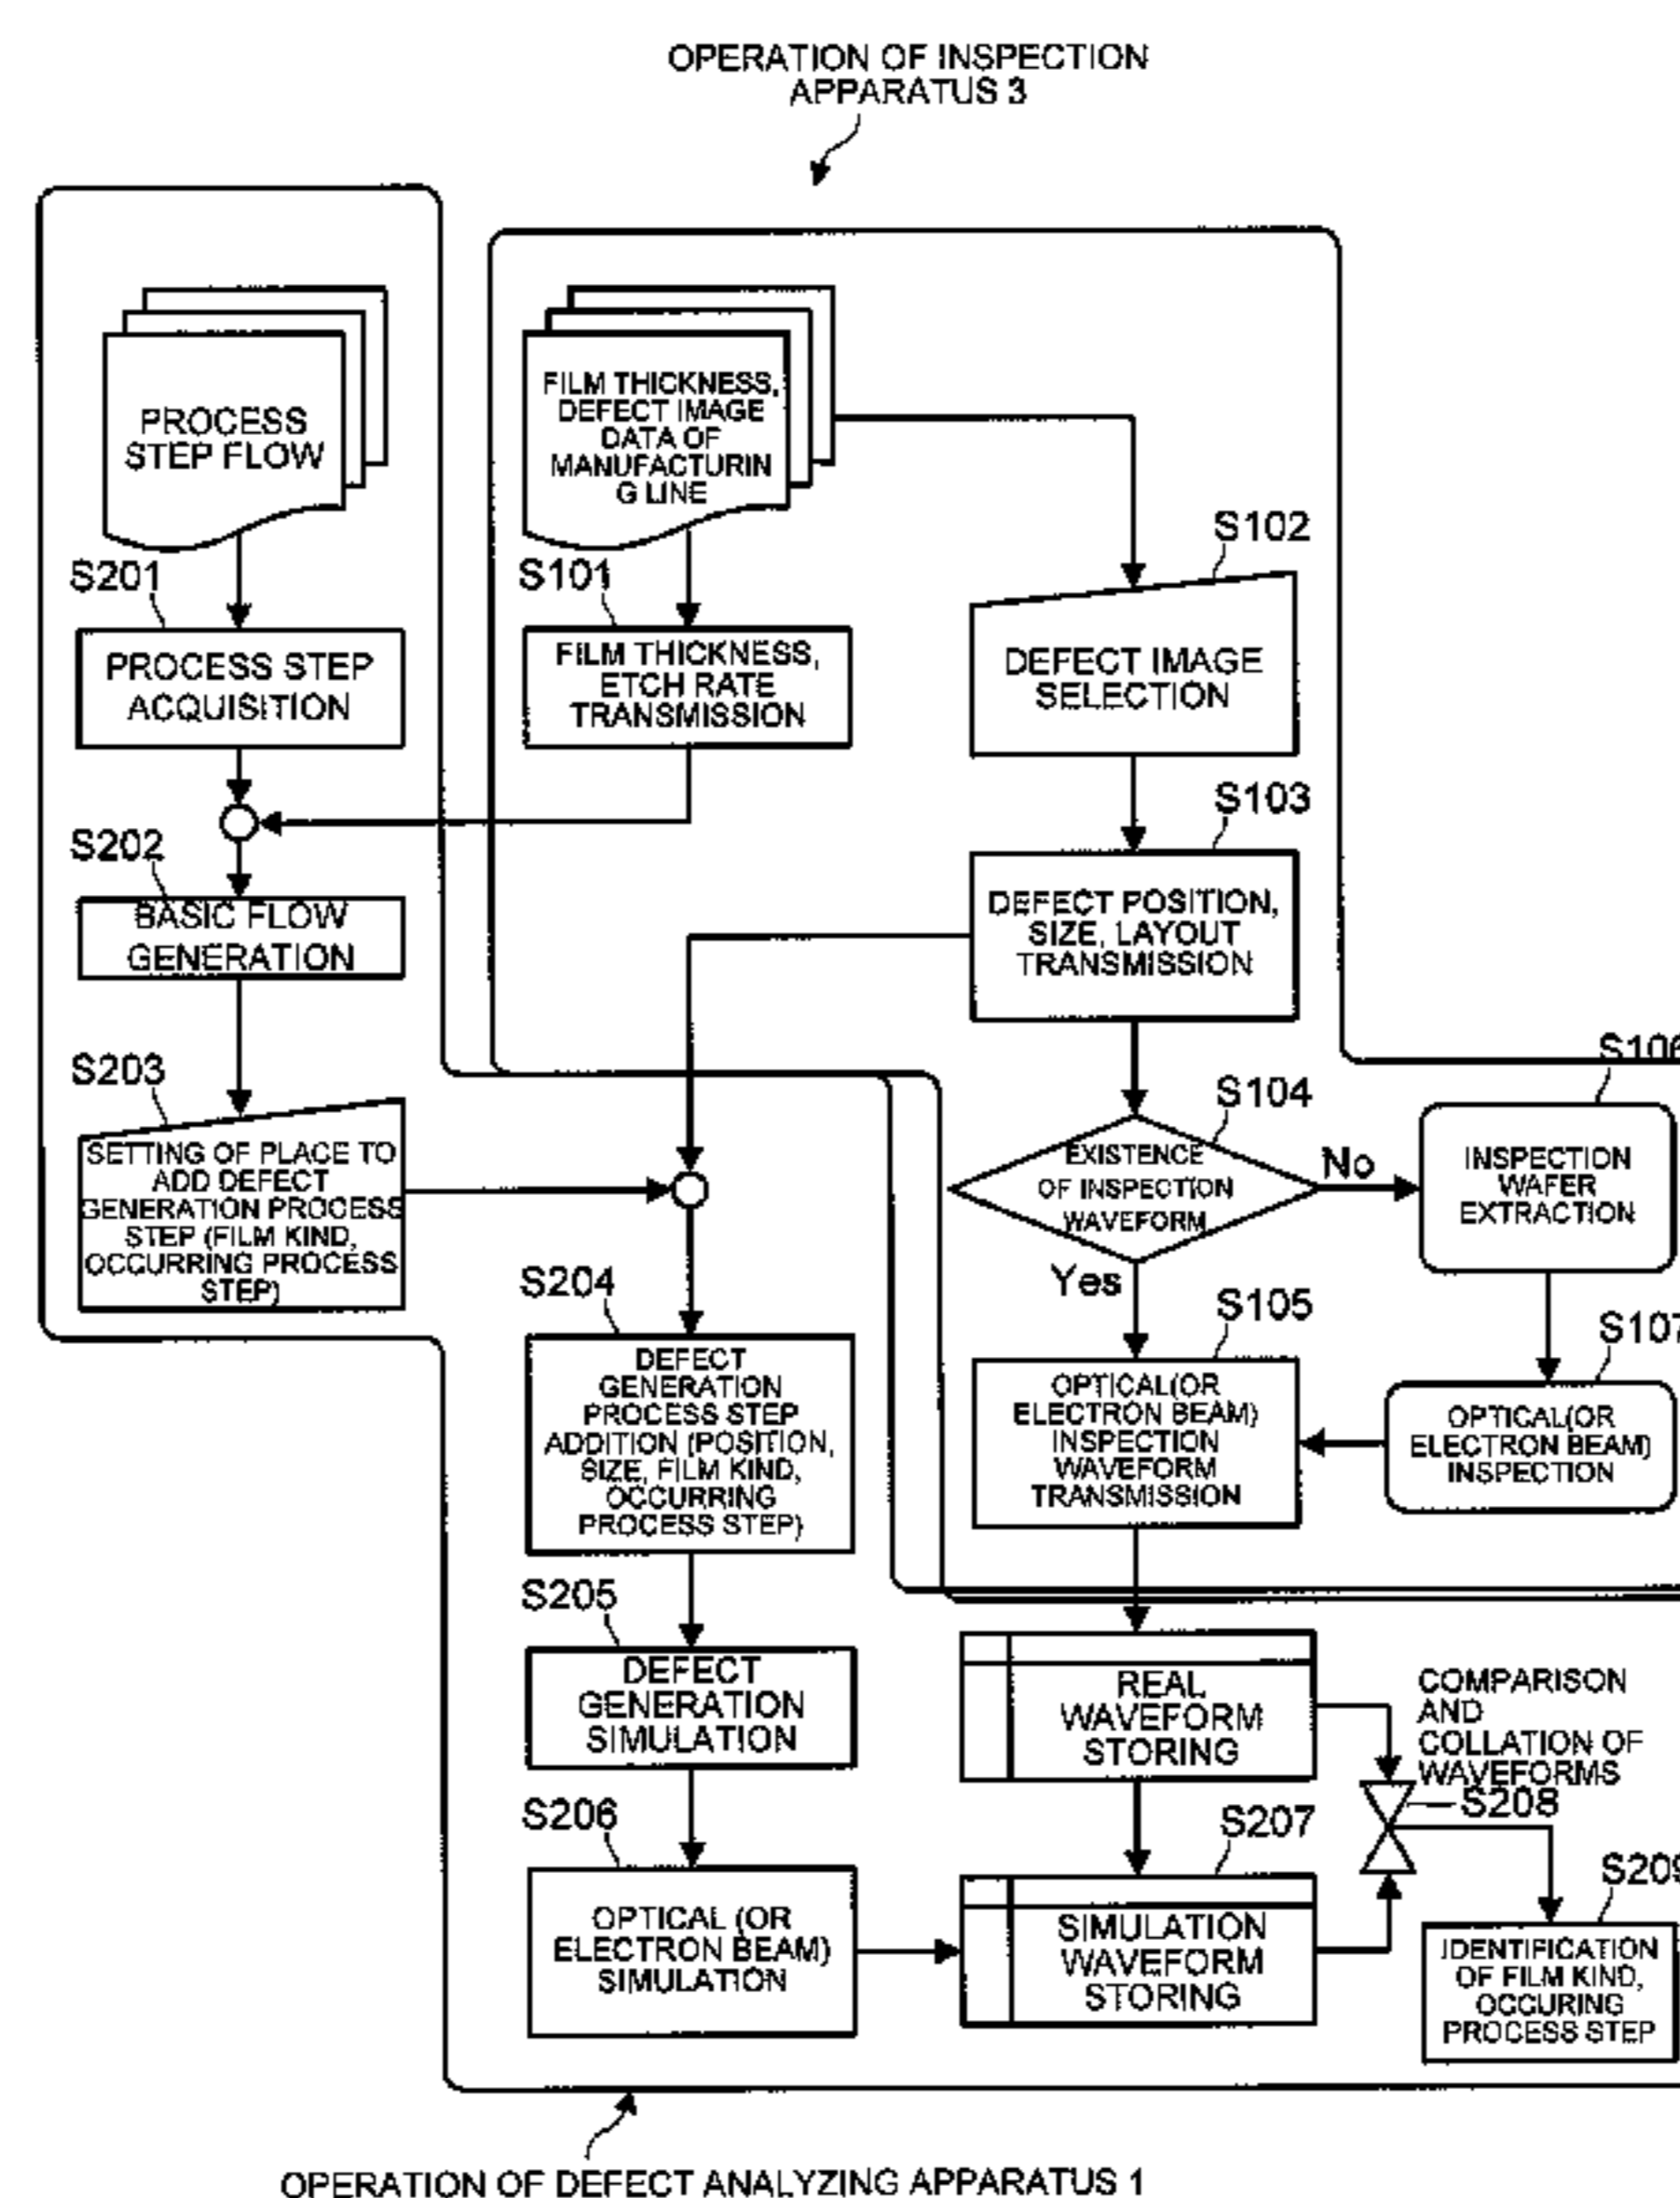 OPERATION OF INSPECTION
APPARATUS 3
PROCESS
STEP FLOW
FILM THICKNESS,
DEFECT IMAGE
DATA OF
MANUFACTURIN
G LINE
S201
S101
S102
PROCESS STEP
ACQUISITION
FILM THICKNESS,
ETCH RATE
TRANSMISSION
DEFECT IMAGE
SELECTION
S202
S103
BASIC FLOW
GENERATION
DEFECT POSITION,
SIZE, LAYOUT
TRANSMISSION
S203
S104
S106
SETTING OF PLACE TO
ADD DEFECT
GENERATION PROCESS
STEP (FILM KIND,
OCCURRING PROCESS
STEP)
EXISTENCE
OF INSPECTION
WAVEFORM
No
Yes
INSPECTION
WAFER
EXTRACTION
S204
S105
S107
DEFECT
GENERATION
PROCESS STEP
ADDITION (POSITION,
SIZE, FILM KIND,
OCCURRING
PROCESS STEP)
OPTICAL(OR
ELECTRON BEAM)
INSPECTION
WAVEFORM
TRANSMISSION
OPTICAL(OR
ELECTRON BEAM)
INSPECTION
S205
DEFECT
GENERATION
SIMULATION
REAL
WAVEFORM
STORING
COMPARISON
AND
COLLATION OF
WAVEFORMS
S208
S206
S207
S209
OPTICAL (OR
ELECTRON BEAM)
SIMULATION
SIMULATION
WAVEFORM
STORING
IDENTIFICATION
OF FILM KIND,
OCCURING
PROCESS STEP
OPERATION OF DEFECT ANALYZING APPARATUS 1